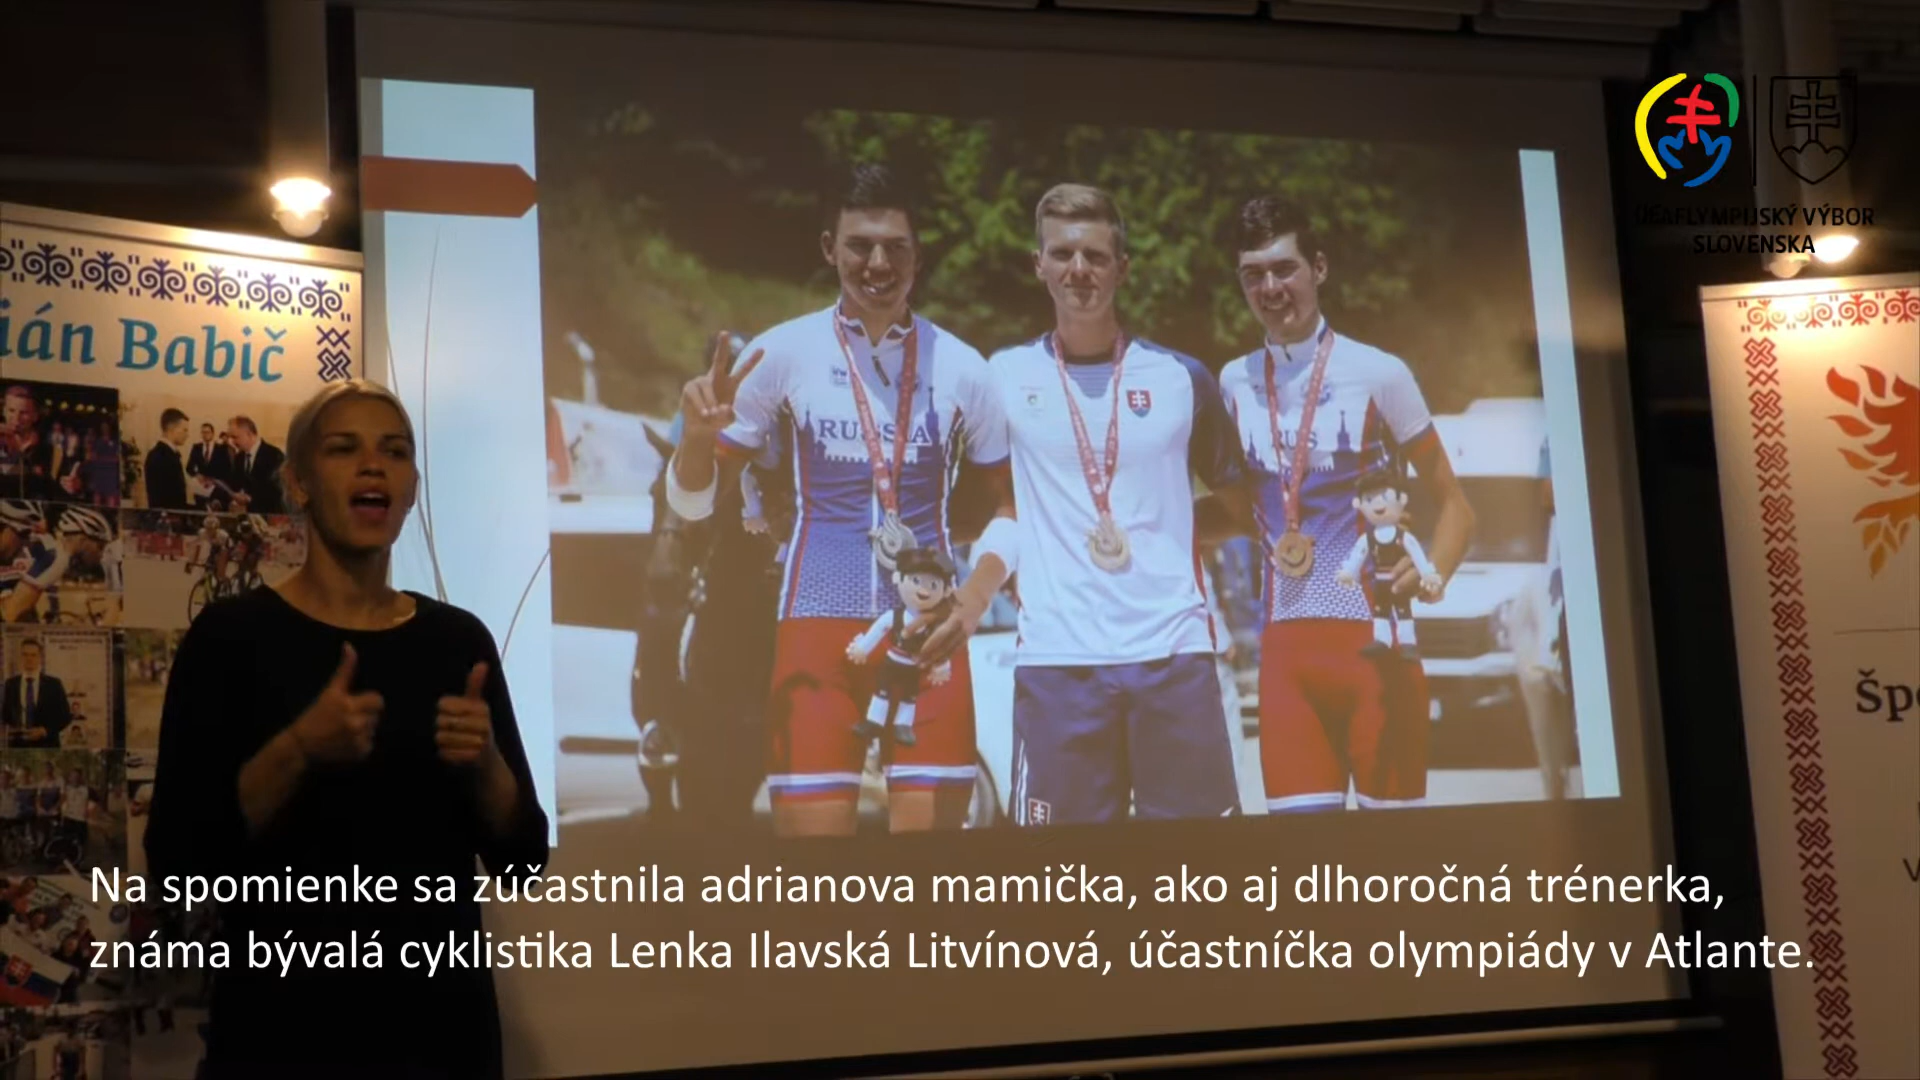 DEAFLYMPIJSKÝ VÝBOR
SLOVENSKA
ián Babič
RUSSIA
RUS
Špo
Na spomienke sa zúčastnila adrianova mamička, ako aj dlhoročná trénerka,
známa bývalá cyklistika Lenka Ilavská Litvínová, účastníčka olympiády v Atlante.